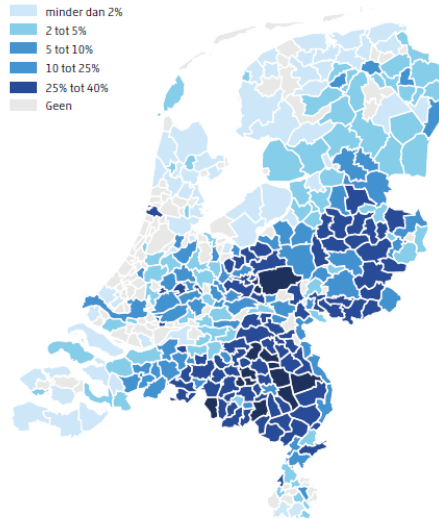 minder dan 2%
2 tot 5%
5 tot 10%
10 tot 25%
25% tot 40%
Geen